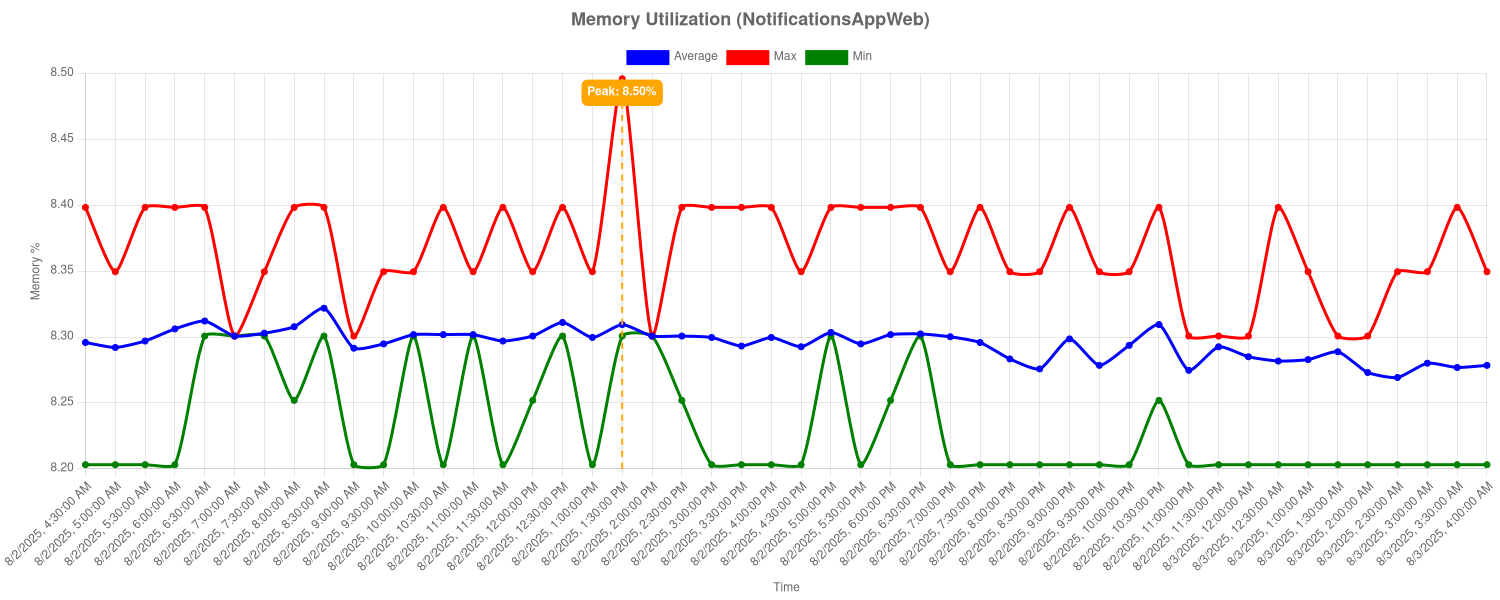 Memory Utilization (NotificationsAppWeb)
Average Max Min
Peak: 8.50%
Memory %
8.50
8.45
8.40
8.35
8.30
8.25
8.20
8/2/2025, 4:30:00 AM
8/2/2025, 5:00:00 AM
8/2/2025, 5:30:00 AM
8/2/2025, 6:00:00 AM
8/2/2025, 6:30:00 AM
8/2/2025, 7:00:00 AM
8/2/2025, 7:30:00 AM
8/2/2025, 8:00:00 AM
8/2/2025, 8:30:00 AM
8/2/2025, 9:00:00 AM
8/2/2025, 9:30:00 AM
8/2/2025, 10:00:00 AM
8/2/2025, 10:30:00 AM
8/2/2025, 11:00:00 AM
8/2/2025, 11:30:00 AM
8/2/2025, 12:00:00 PM
8/2/2025, 12:30:00 PM
8/2/2025, 1:00:00 PM
8/2/2025, 1:30:00 PM
8/2/2025, 2:00:00 PM
8/2/2025, 2:30:00 PM
8/2/2025, 3:00:00 PM
8/2/2025, 3:30:00 PM
8/2/2025, 4:00:00 PM
8/2/2025, 4:30:00 PM
8/2/2025, 5:00:00 PM
8/2/2025, 5:30:00 PM
8/2/2025, 6:00:00 PM
8/2/2025, 6:30:00 PM
8/2/2025, 7:00:00 PM
8/2/2025, 7:30:00 PM
8/2/2025, 8:00:00 PM
8/2/2025, 8:30:00 PM
8/2/2025, 9:00:00 PM
8/2/2025, 9:30:00 PM
8/2/2025, 10:00:00 PM
8/2/2025, 10:30:00 PM
8/2/2025, 11:00:00 PM
8/2/2025, 11:30:00 PM
8/3/2025, 12:00:00 AM
8/3/2025, 12:30:00 AM
8/3/2025, 1:00:00 AM
8/3/2025, 1:30:00 AM
8/3/2025, 2:00:00 AM
8/3/2025, 2:30:00 AM
8/3/2025, 3:00:00 AM
8/3/2025, 3:30:00 AM
8/3/2025, 4:00:00 AM
Time